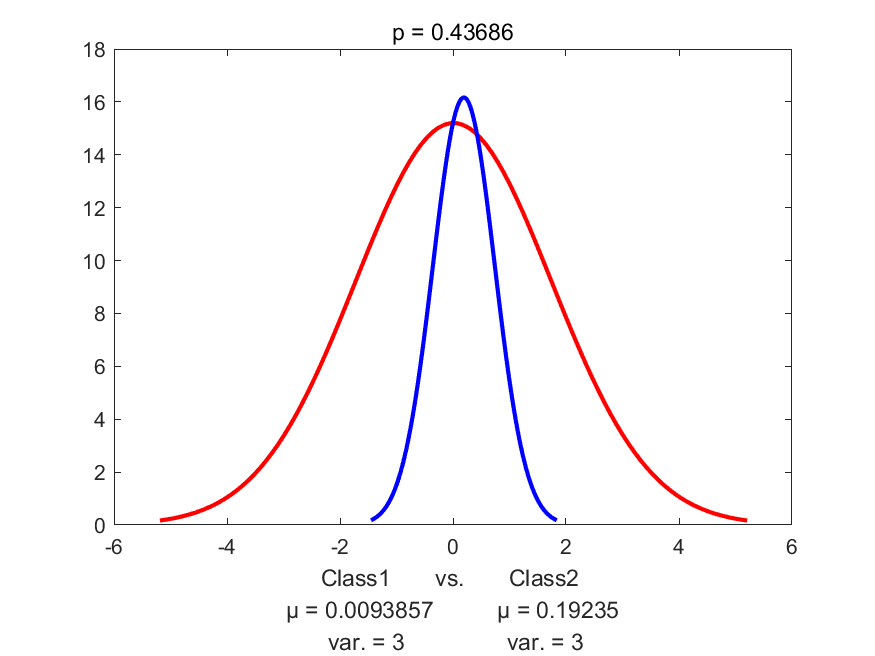 p = 0.43686
18
16
14
12
10
8
6
4
2
0
-6 -4 -2 0 2 4 6
Class1 vs. Class2
μ = 0.0093857 μ = 0.19235
var. = 3 var. = 3